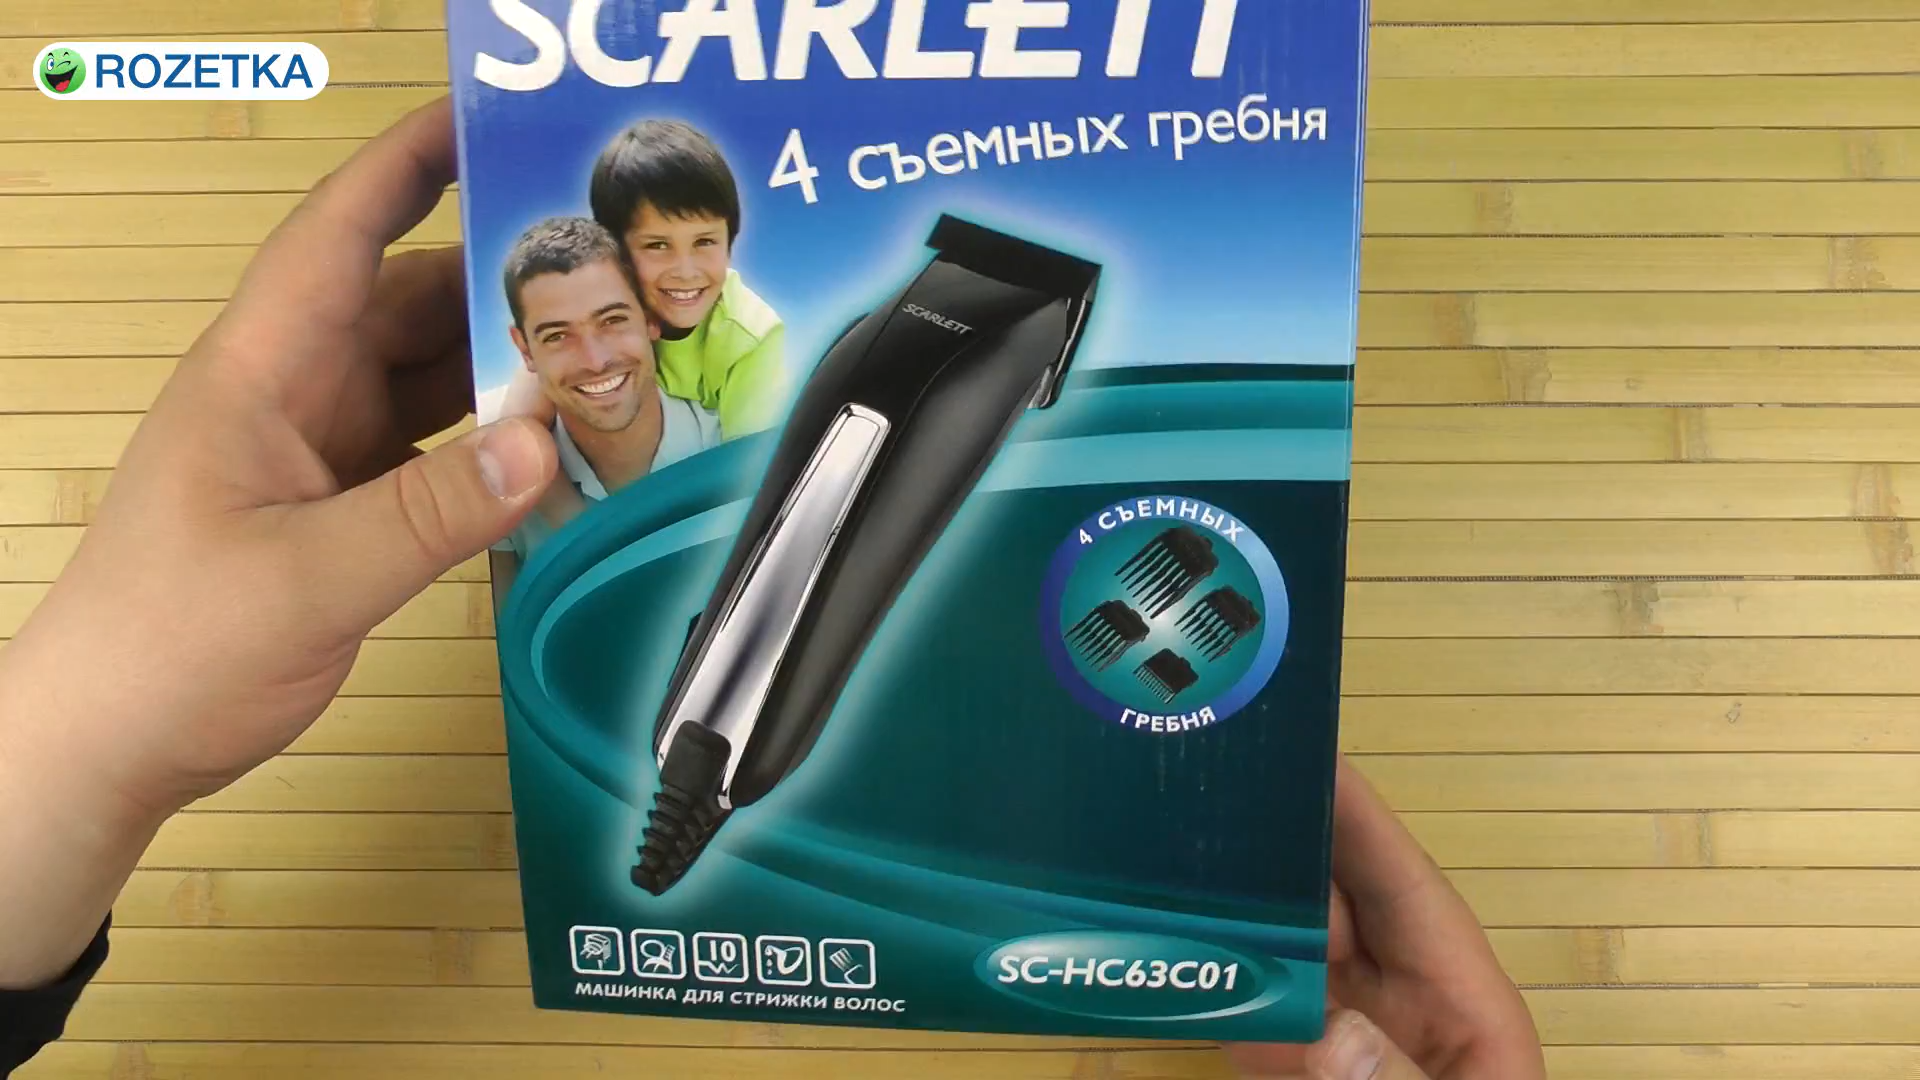 ROZETKA
SCARLETT
4 съемных гребня
SCARLETT
4 СЪЕМНЫХ
ГРЕБНЯ
10
МАШИНКА ДЛЯ СТРИЖКИ ВОЛОС
SC-HC63C01